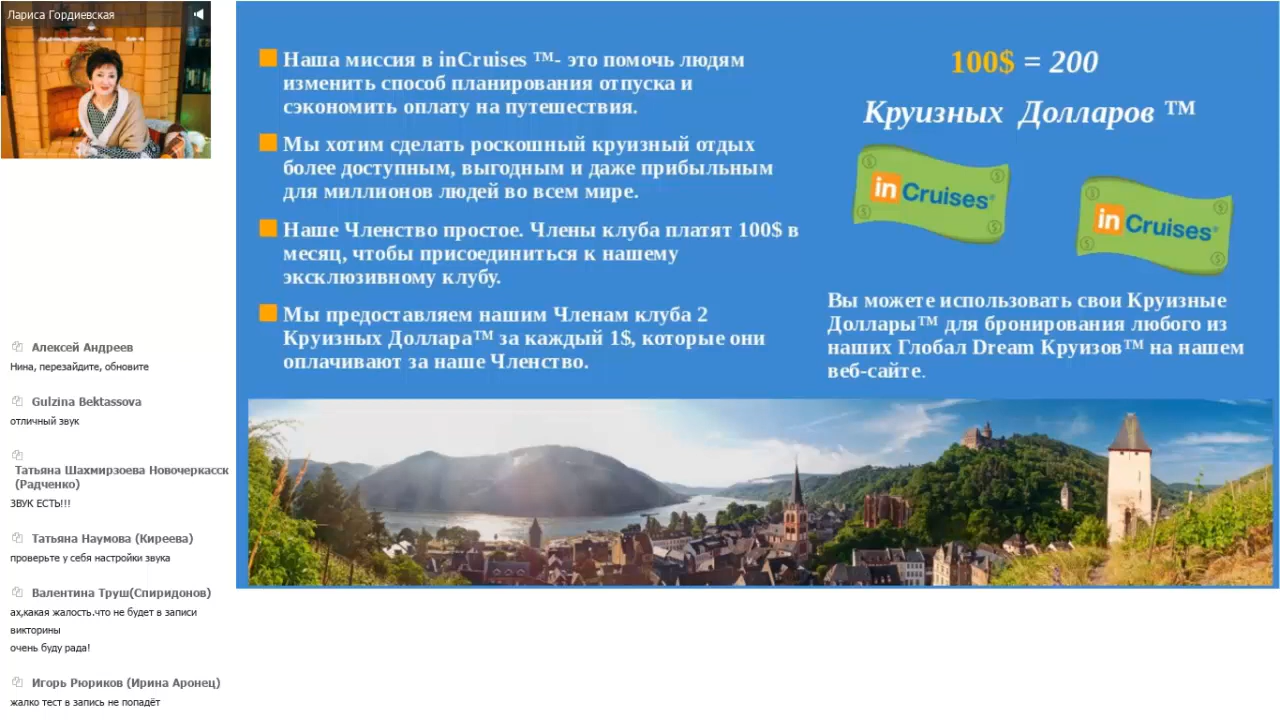 Лариса Гордиевская
Наша миссия в inCruises ™- это помочь людям
изменить способ планирования отпуска и
сэкономить оплату на путешествия.
Мы хотим сделать роскошный круизный отдых
более доступным, выгодным и даже прибыльным
для миллионов людей во всем мире.
Наше Членство простое. Члены клуба платят 100$ в
месяц, чтобы присоединиться к нашему
эксклюзивному клубу.
Мы предоставляем нашим Членам клуба 2
Круизных Доллара™ за каждый 1$, которые они
оплачивают за наше Членство.
100$ = 200
Круизных Долларов ™
inCruises®
inCruises®
Вы можете использовать свои Круизные
Доллары™ для бронирования любого из
наших Глобал Dream Круизов™ на нашем
веб-сайте.
Алексей Андреев
Нина, перезайдите, обновите
Gulzina Bektassova
отличный звук
Татьяна Шахмирзоева Новочеркасск
(Радченко)
ЗВУК ЕСТЬ!!!
Татьяна Наумова (Киреева)
проверьте у себя настройки звука
Валентина Труш(Спиридонов)
ах,какая жалость.что не будет в записи
викторины
очень буду рада!
Игорь Рюриков (Ирина Аронец)
жалко тест в запись не попадёт